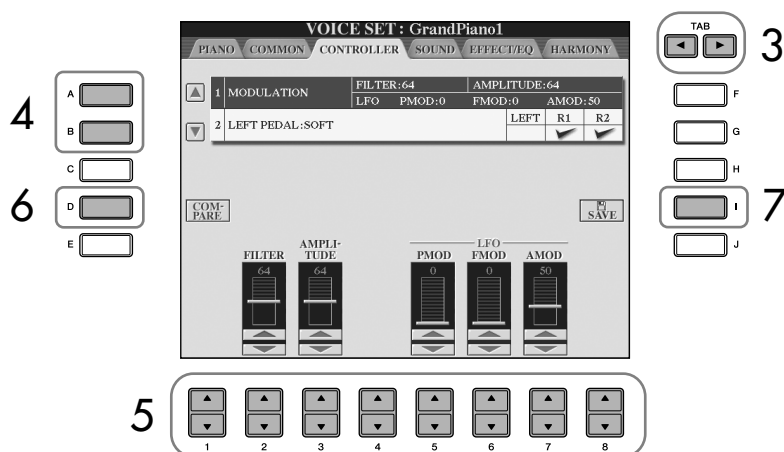 VOICE SET : GrandPiano1
PIANO COMMON CONTROLLER SOUND EFFECT/EQ HARMONY
1 MODULATION FILTER:64 AMPLITUDE:64
LFO PMOD:0 FMOD:0 AMOD:50
2 LEFT PEDAL:SOFT LEFT R1 R2
COM-
PARE
SAVE
LFO
FILTER AMPLI-
TUDE PMOD FMOD AMOD
64 64 0 0 50
TAB
3
4
A
B
C
6
D
E
F
G
H
7
I
J
5
1 2 3 4 5 6 7 8